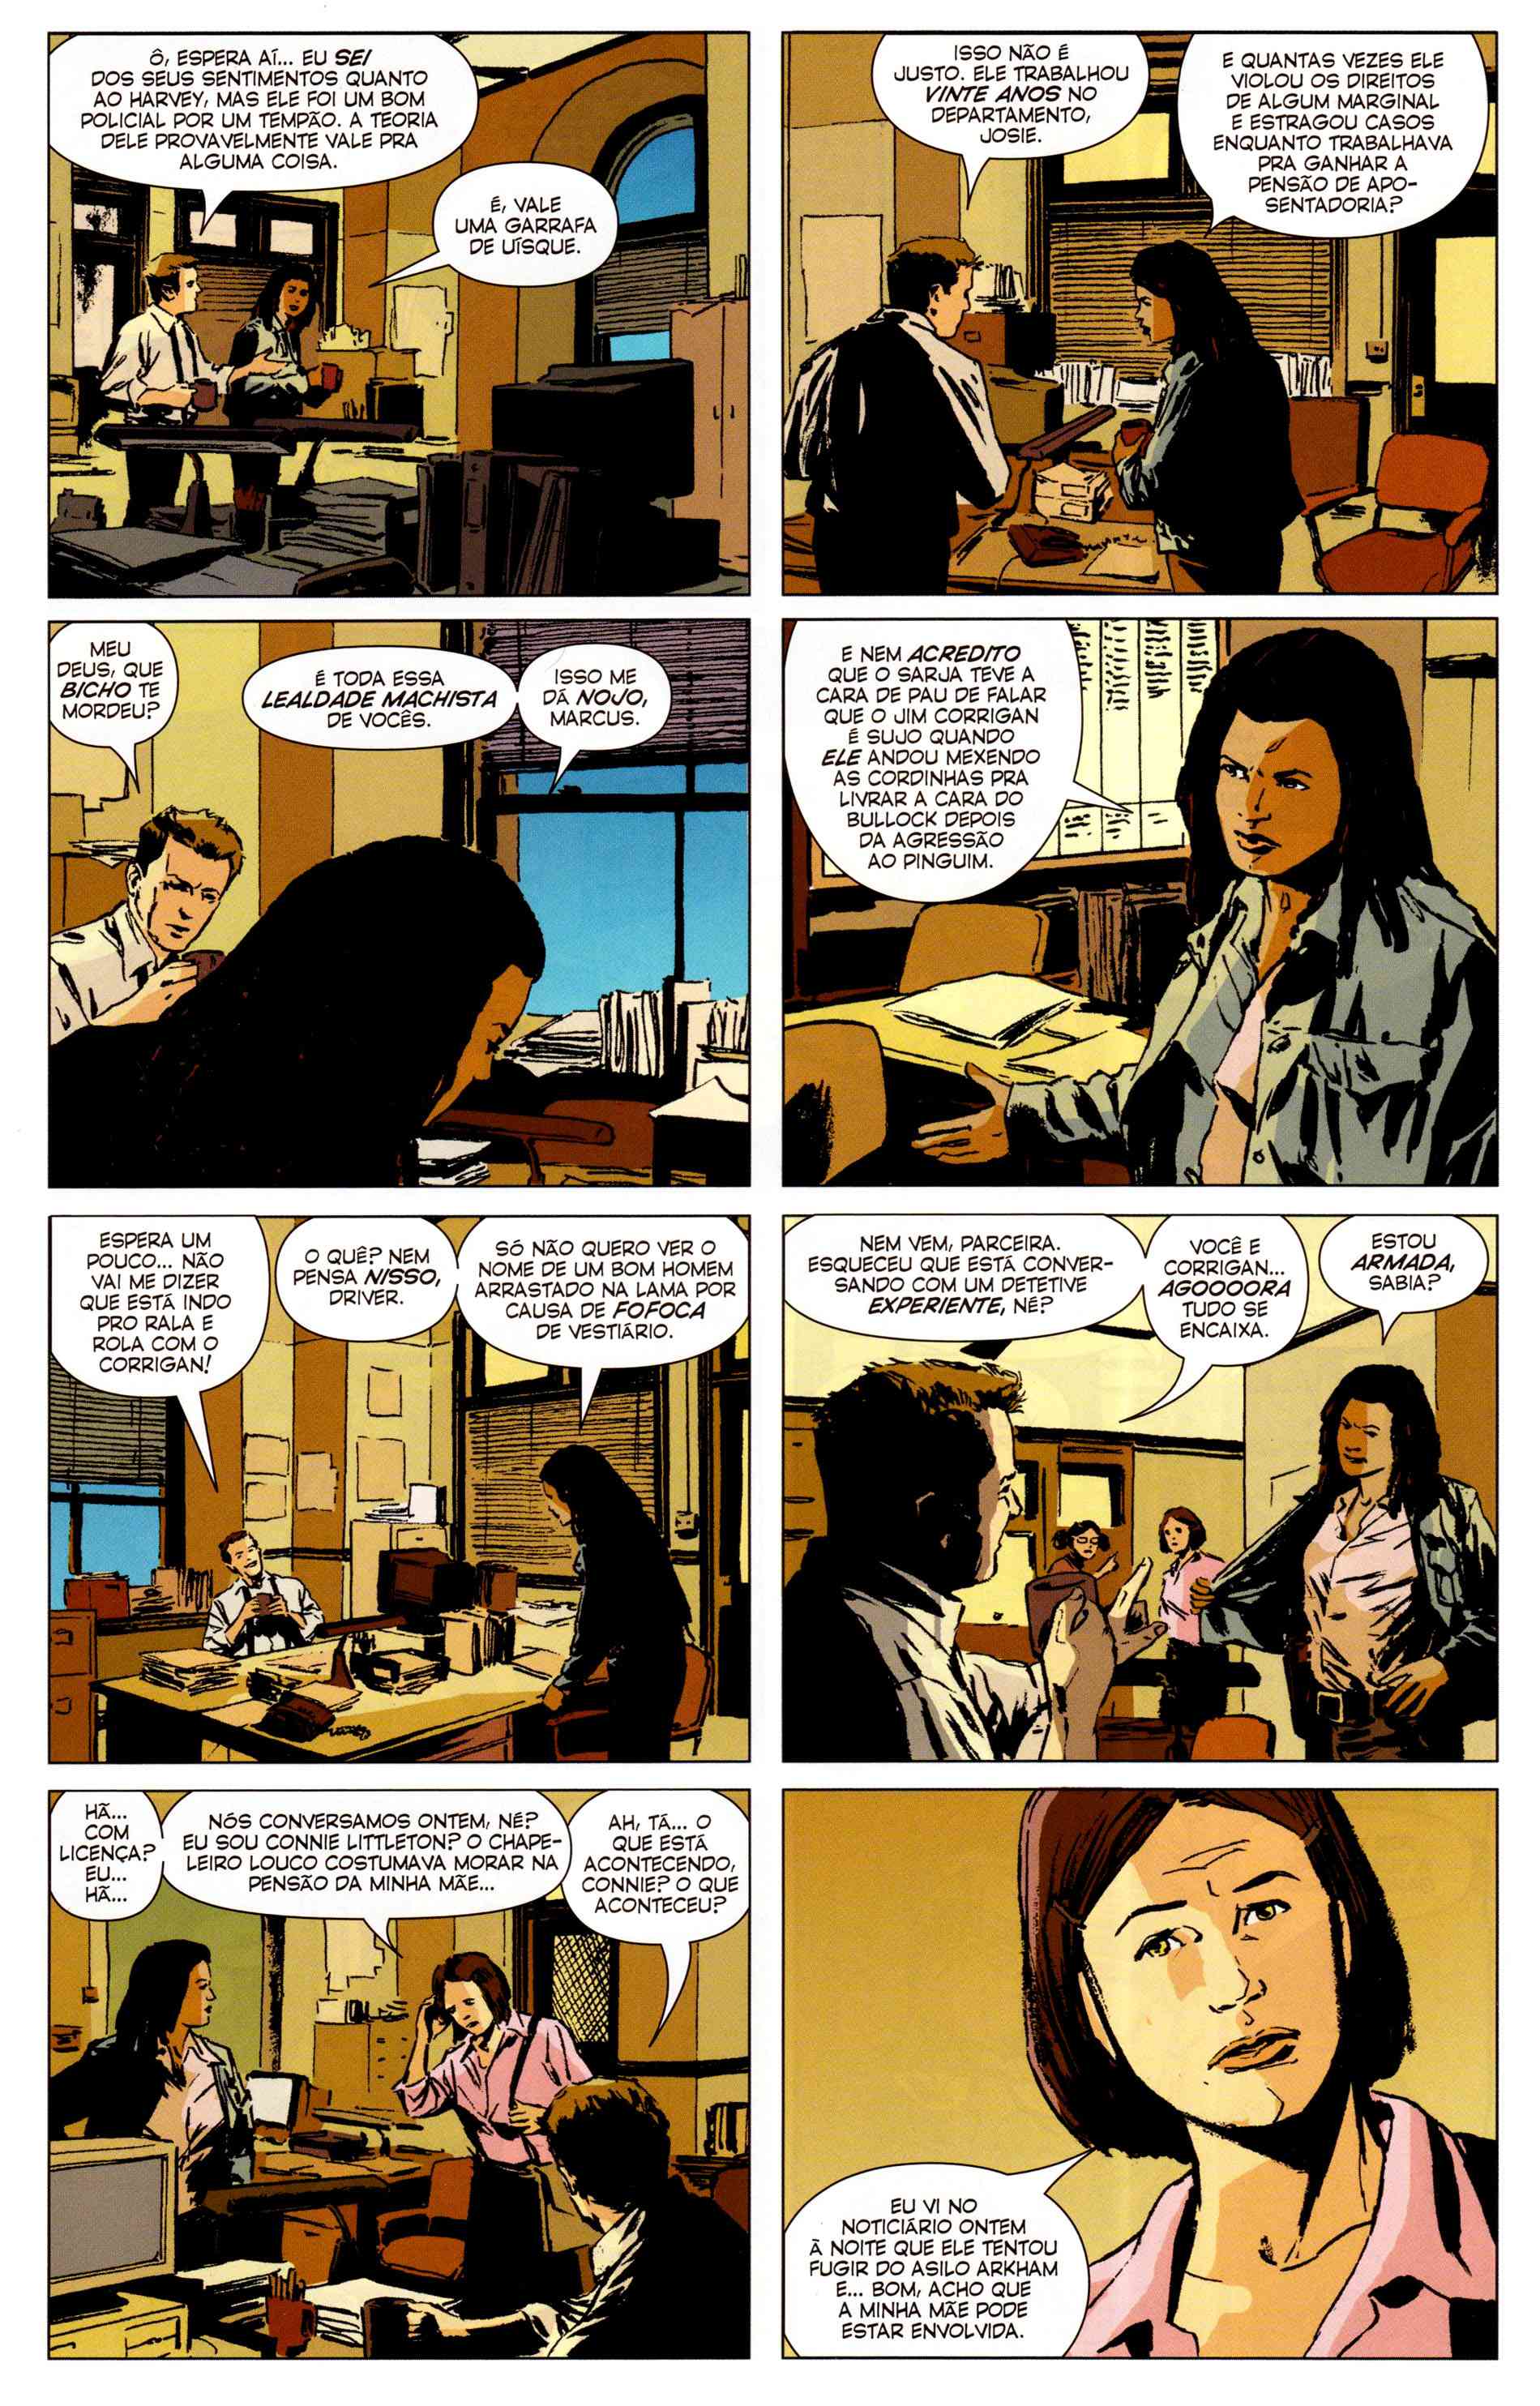 Ô, ESPERA AÍ... EU SEI
DOS SEUS SENTIMENTOS QUANTO
AO HARVEY, MAS ELE FOI UM BOM
POLICIAL POR UM TEMPÃO. A TEORIA
DELE PROVAVELMENTE VALE PRA
ALGUMA COISA.
É, VALE
UMA GARRAFA
DE UÍSQUE.
ISSO NÃO É
JUSTO. ELE TRABALHOU
VINTE ANOS NO
DEPARTAMENTO,
JOSIE.
E QUANTAS VEZES ELE
VIOLOU OS DIREITOS
DE ALGUM MARGINAL
E ESTRAGOU CASOS
ENQUANTO TRABALHAVA
PRA GANHAR A
PENSÃO DE APO-
SENTADORIA?
MEU
DEUS, QUE
BICHO TE
MORDEU?
É TODA ESSA
LEALDADE MACHISTA
DE VOCÊS.
ISSO ME
DÁ NOJO,
MARCUS.
E NEM ACREDITO
QUE O SARJA TEVE A
CARA DE PAU DE FALAR
QUE O JIM CORRIGAN
É SUJO QUANDO
ELE ANDOU MEXENDO
AS CORDINHAS PRA
LIVRAR A CARA DO
BULLOCK DEPOIS
DA AGRESSÃO
AO PINGUIM.
ESPERA UM
POUCO... NÃO
VAI ME DIZER
QUE ESTÁ INDO
PRO RALA E
ROLA COM O
CORRIGAN!
O QUÊ? NEM
PENSA NISSO,
DRIVER.
SÓ NÃO QUERO VER O
NOME DE UM BOM HOMEM
ARRASTADO NA LAMA POR
CAUSA DE FOFOCA
DE VESTIÁRIO.
NEM VEM, PARCEIRA.
ESQUECEU QUE ESTÁ CONVER-
SANDO COM UM DETETIVE
EXPERIENTE, NÉ?
VOCÊ E
CORRIGAN...
AGOOOORA
TUDO SE
ENCAIXA.
ESTOU
ARMADA,
SABIA?
HÃ...
COM
LICENÇA?
EU...
HÃ...
NÓS CONVERSAMOS ONTEM, NÉ?
EU SOU CONNIE LITTLETON? O CHAPE-
LEIRO LOUCO COSTUMAVA MORAR NA
PENSÃO DA MINHA MÃE...
AH, TÁ... O
QUE ESTÁ
ACONTECENDO,
CONNIE? O QUE
ACONTECEU?
EU VI NO
NOTICIÁRIO ONTEM
À NOITE QUE ELE TENTOU
FUGIR DO ASILO ARKHAM
E... BOM, ACHO QUE
A MINHA MÃE PODE
ESTAR ENVOLVIDA.